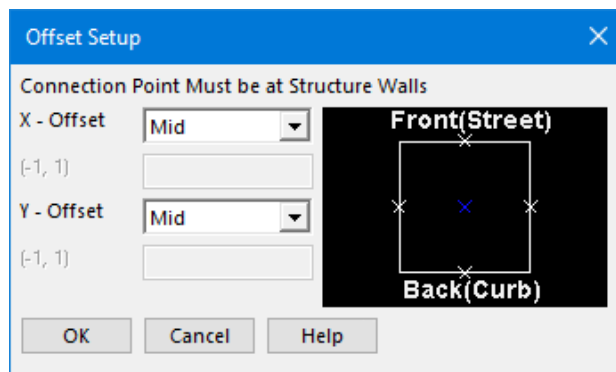 Offset Setup
Connection Point Must be at Structure Walls
X - Offset Mid
(-1, 1)
Y - Offset Mid
(-1, 1)
Front(Street)
Back(Curb)
OK Cancel Help